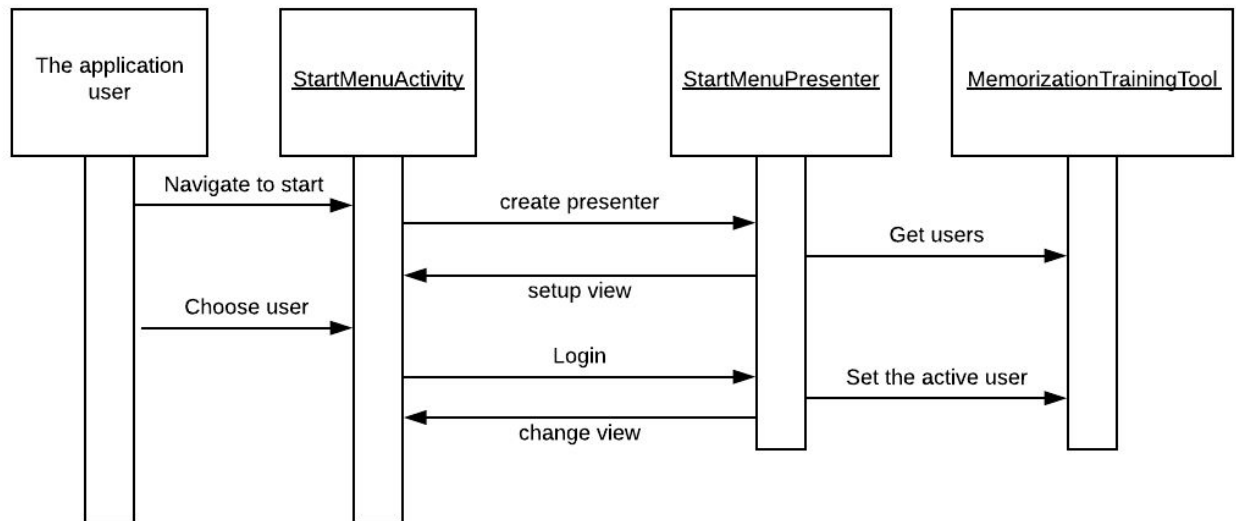 The application
user
StartMenuActivity
StartMenuPresenter
MemorizationTrainingTool
Navigate to start
create presenter
Get users
setup view
Choose user
Login
Set the active user
change view